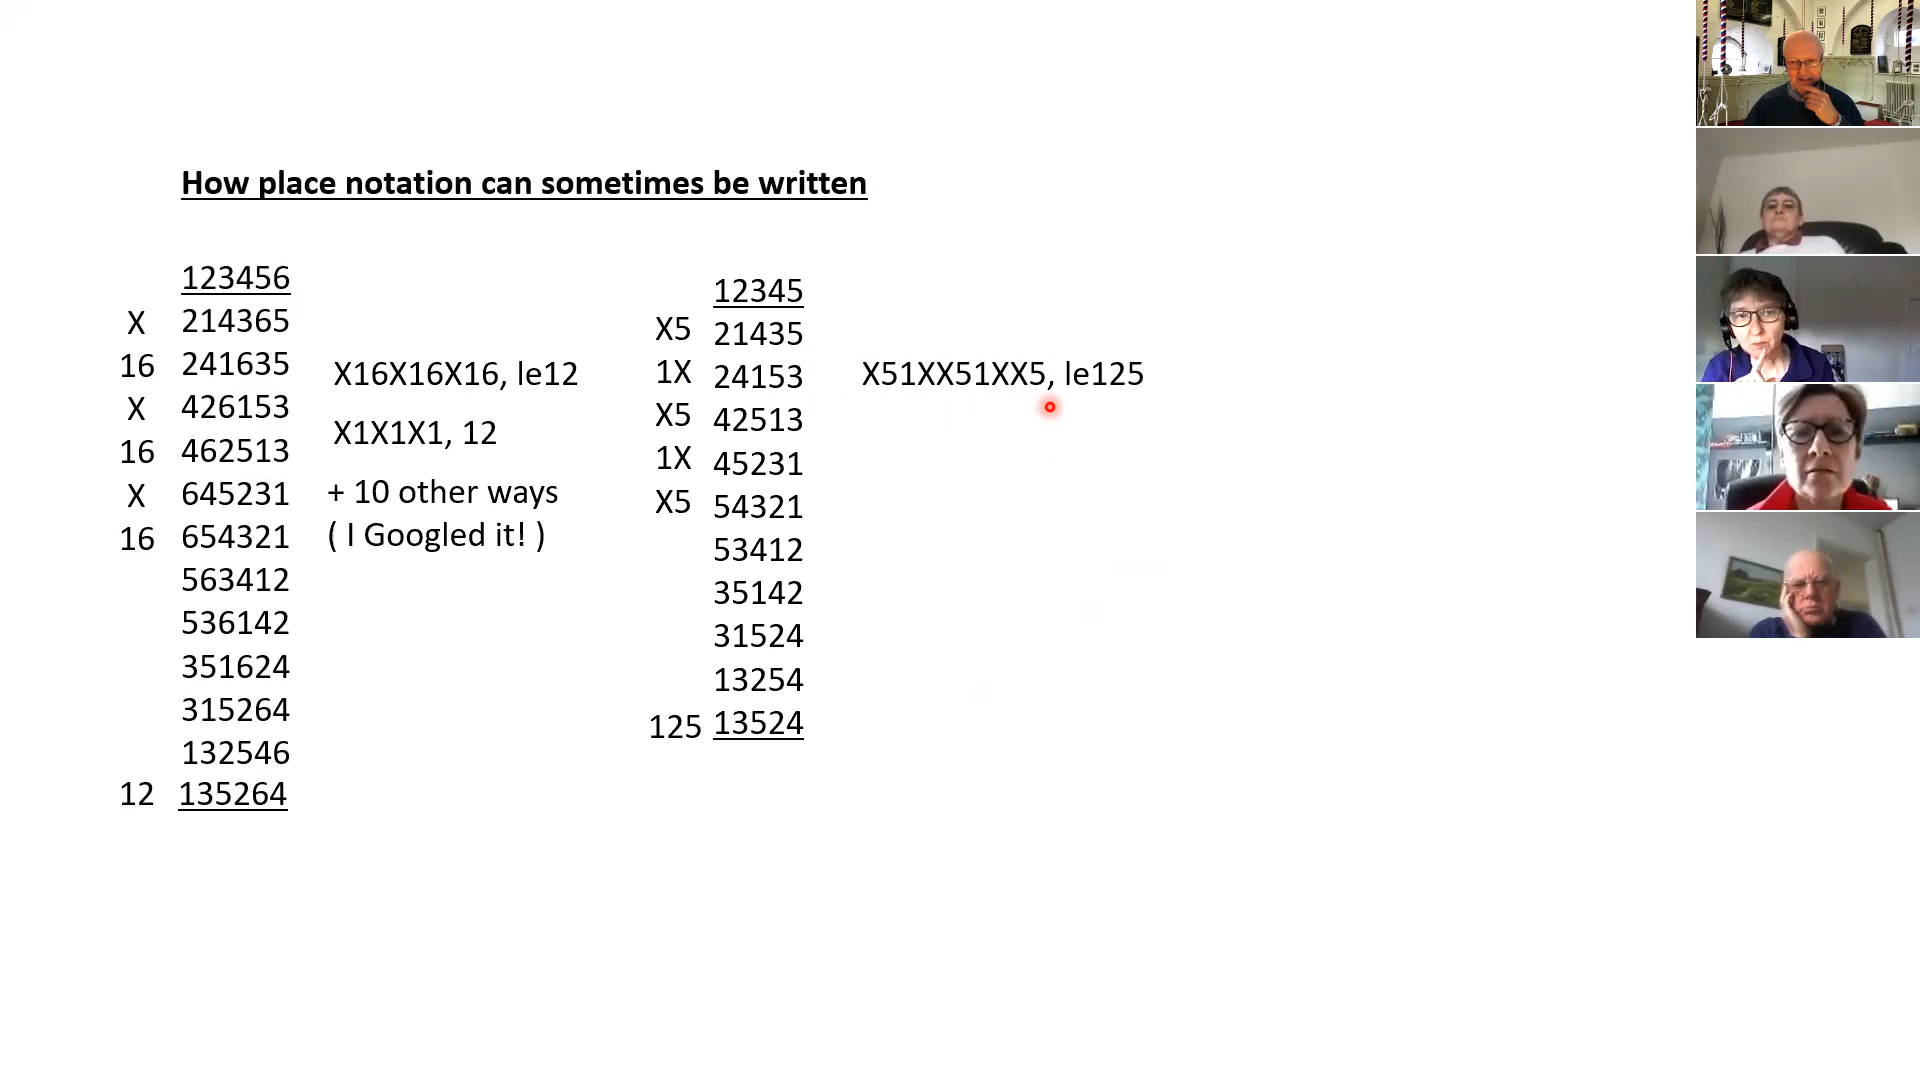 How place notation can sometimes be written
123456
X 214365
16 241635
X 426153
16 462513
X 645231
16 654321
563412
536142
351624
315264
132546
12 135264
X16X16X16, le12
X1X1X1, 12
+ 10 other ways
( I Googled it! )
12345
X5 21435
1X 24153
X5 42513
1X 45231
X5 54321
53412
35142
31524
13254
125 13524
X51XX51XX5, le125